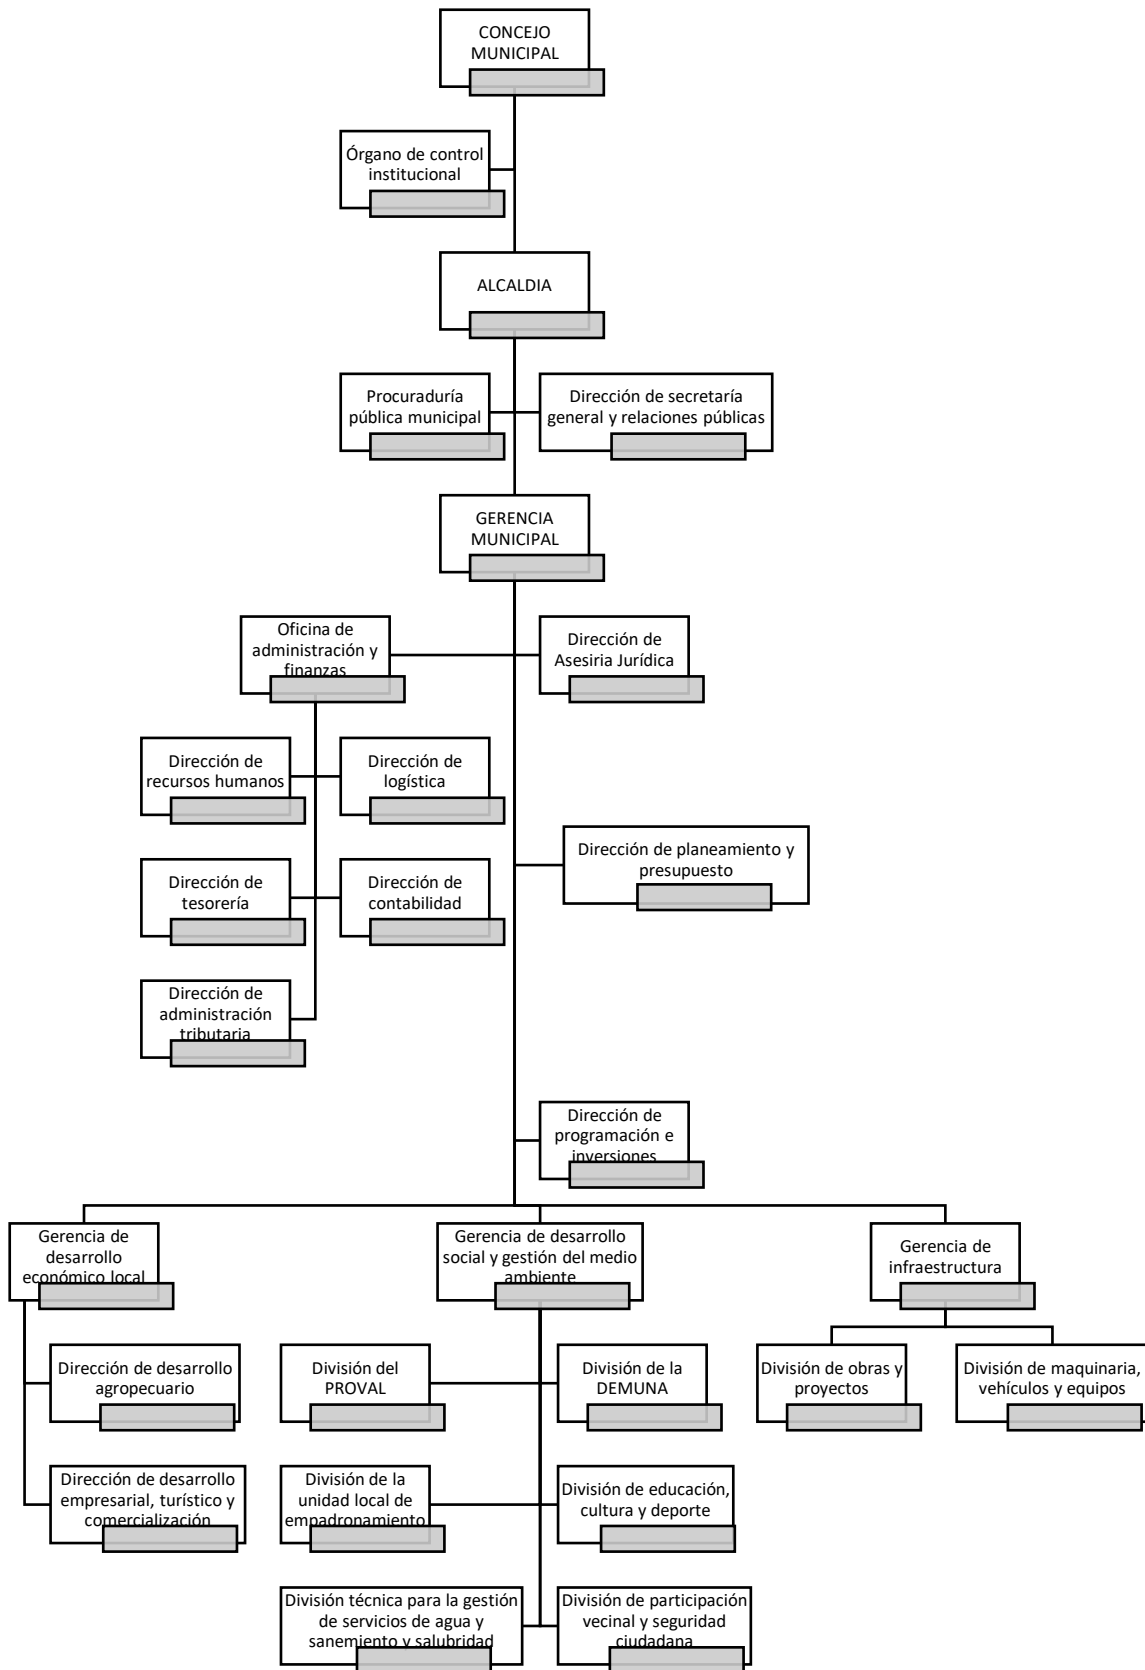 CONCEJO
MUNICIPAL
Órgano de control
institucional
ALCALDIA
Procuraduría
pública municipal
Dirección de secretaría
general y relaciones públicas
GERENCIA
MUNICIPAL
Oficina de
administración y
finanzas
Dirección de
Asesiria Jurídica
Dirección de
recursos humanos
Dirección de
logística
Dirección de planeamiento y
presupuesto
Dirección de
tesorería
Dirección de
contabilidad
Dirección de
administración
tributaria
Dirección de
programación e
inversiones
Gerencia de
desarrollo
económico local
Gerencia de desarrollo
social y gestión del medio
ambiente
Gerencia de
infraestructura
Dirección de desarrollo
agropecuario
División del
PROVAL
División de la
DEMUNA
División de obras y
proyectos
División de maquinaria,
vehículos y equipos
Dirección de desarrollo
empresarial, turístico y
comercialización
División de la
unidad local de
empadronamiento
División de educación,
cultura y deporte
División técnica para la gestión
de servicios de agua y
sanemiento y salubridad
División de participación
vecinal y seguridad
ciudadana